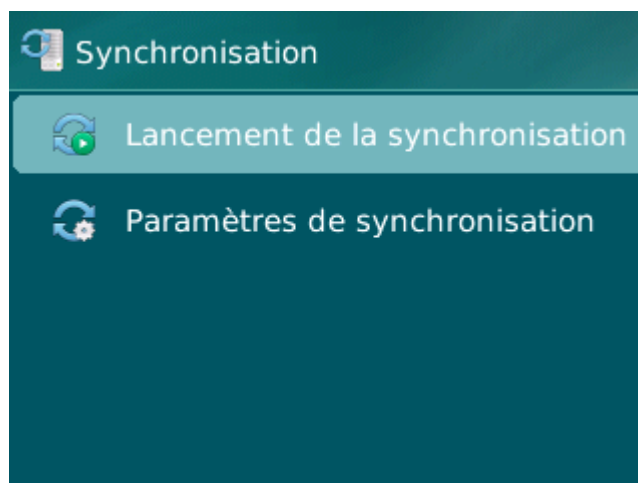 Synchronisation
Lancement de la synchronisation
Paramètres de synchronisation